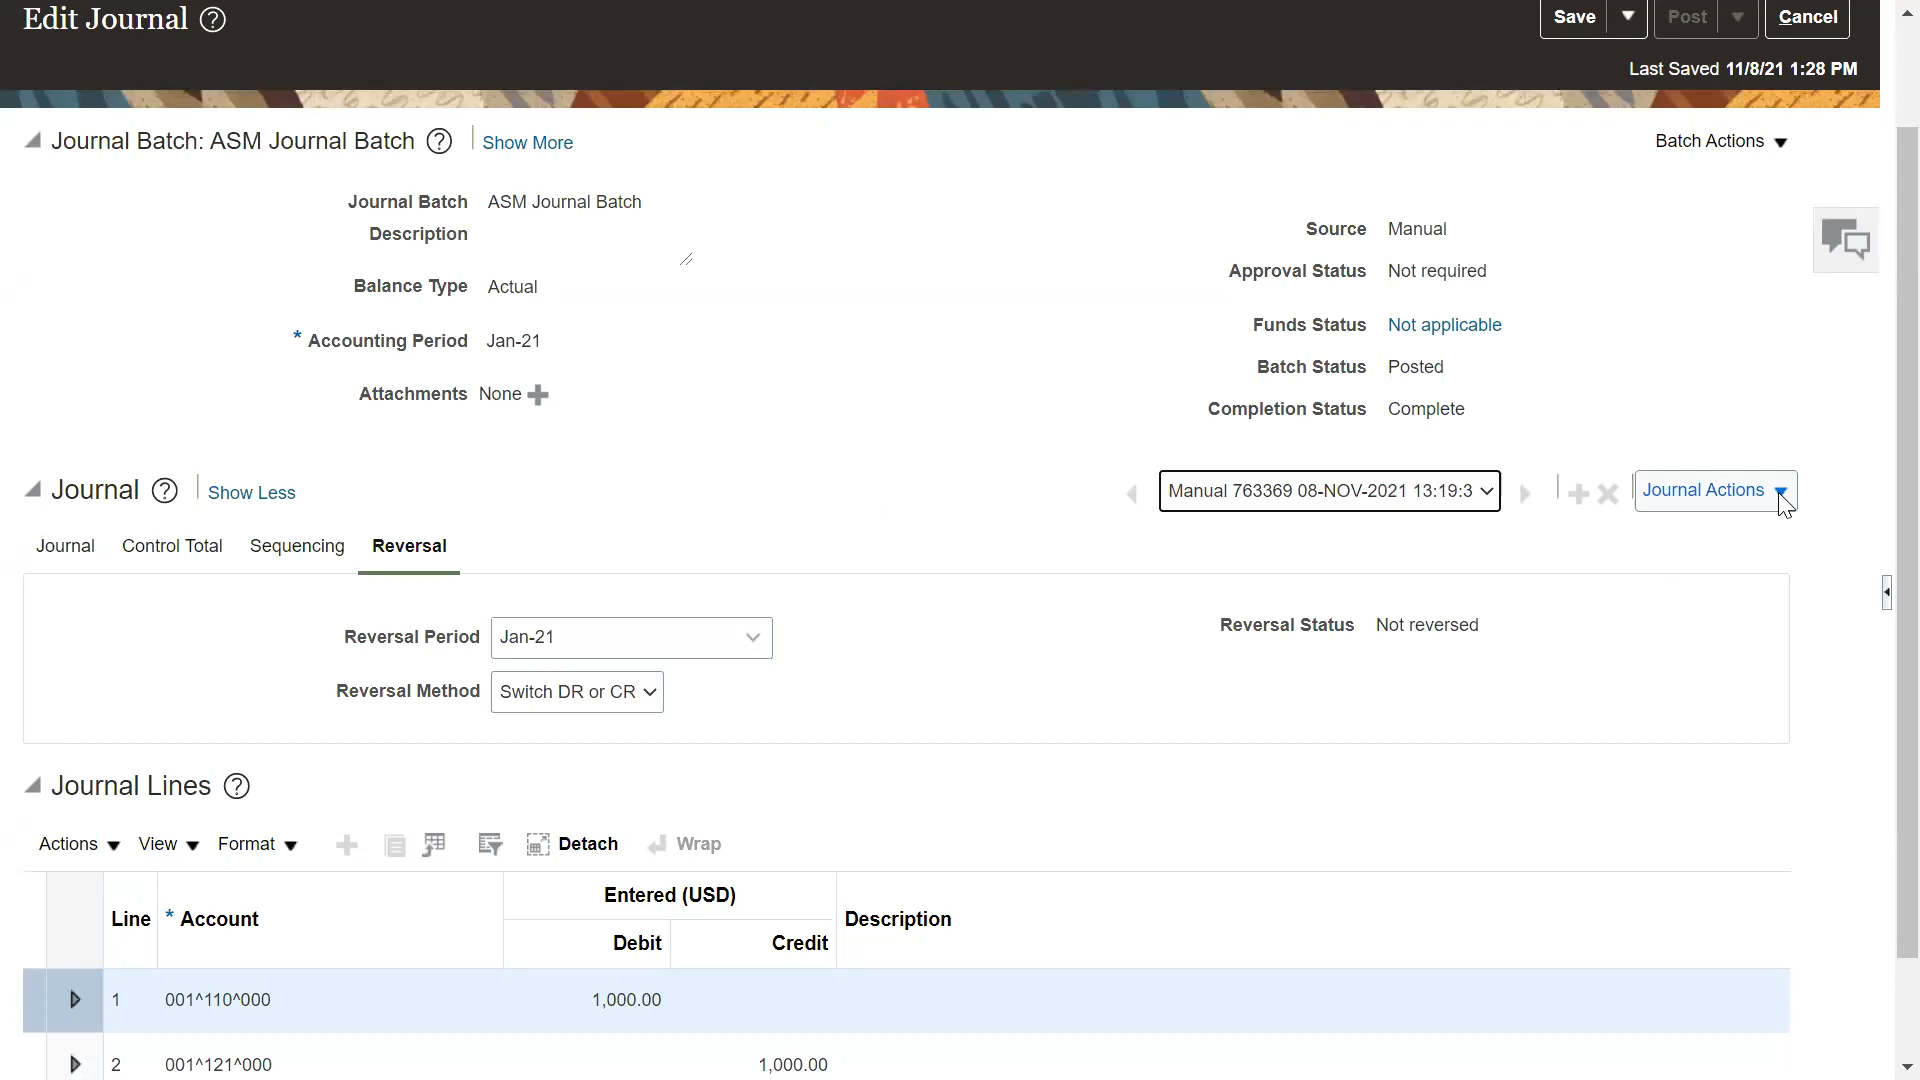 Edit Journal ?
Save
Post
Cancel
Last Saved 11/8/21 1:28 PM
Journal Batch: ASM Journal Batch ? Show More
Batch Actions
Journal Batch ASM Journal Batch
Description
Balance Type Actual
* Accounting Period Jan-21
Attachments None
Source Manual
Approval Status Not required
Funds Status Not applicable
Batch Status Posted
Completion Status Complete
Journal ? Show Less
Manual 763369 08-NOV-2021 13:19:3
Journal Actions
Journal Control Total Sequencing Reversal
Reversal Period Jan-21
Reversal Method Switch DR or CR
Reversal Status Not reversed
Journal Lines ?
Actions View Format Detach Wrap
Line * Account Entered (USD) Description
Debit Credit
1 001^110^000 1,000.00
2 001^121^000 1,000.00